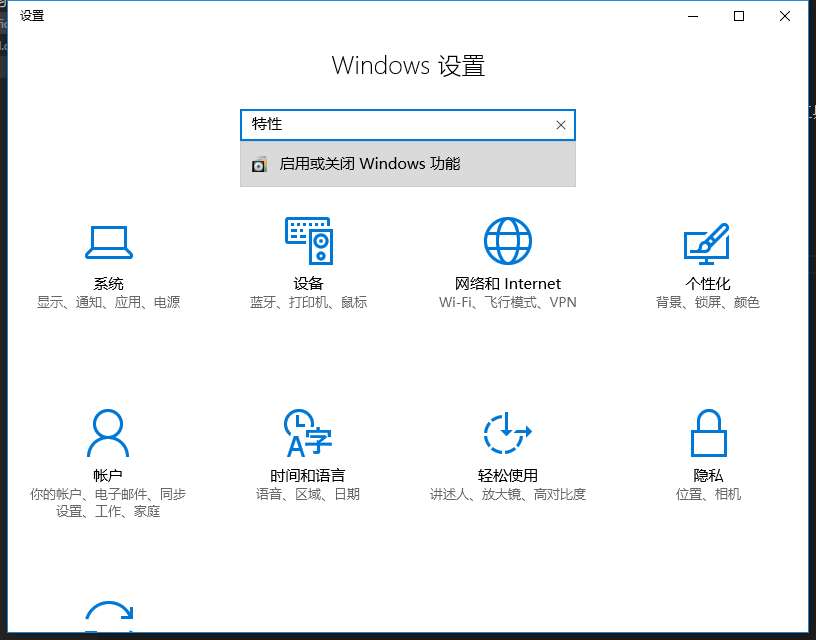 设置
Windows 设置
特性
启用或关闭 Windows 功能
系统
显示、通知、应用、电源
设备
蓝牙、打印机、鼠标
网络和 Internet
Wi-Fi、飞行模式、VPN
个性化
背景、锁屏、颜色
帐户
你的帐户、电子邮件、同步
设置、工作、家庭
时间和语言
语音、区域、日期
轻松使用
讲述人、放大镜、高对比度
隐私
位置、相机